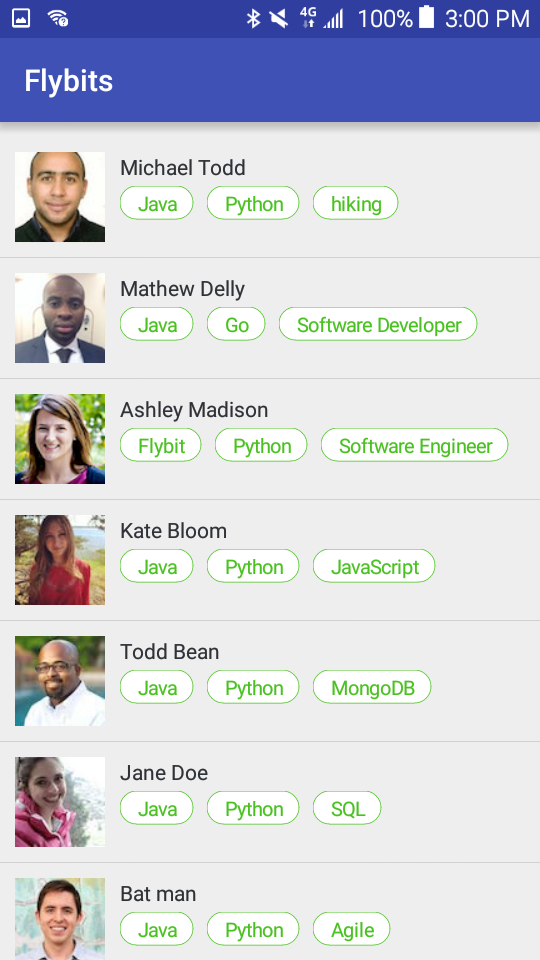 4G 100% 3:00 PM
Flybits
Michael Todd
Java Python hiking
Mathew Delly
Java Go Software Developer
Ashley Madison
Flybit Python Software Engineer
Kate Bloom
Java Python JavaScript
Todd Bean
Java Python MongoDB
Jane Doe
Java Python SQL
Bat man
Java Python Agile